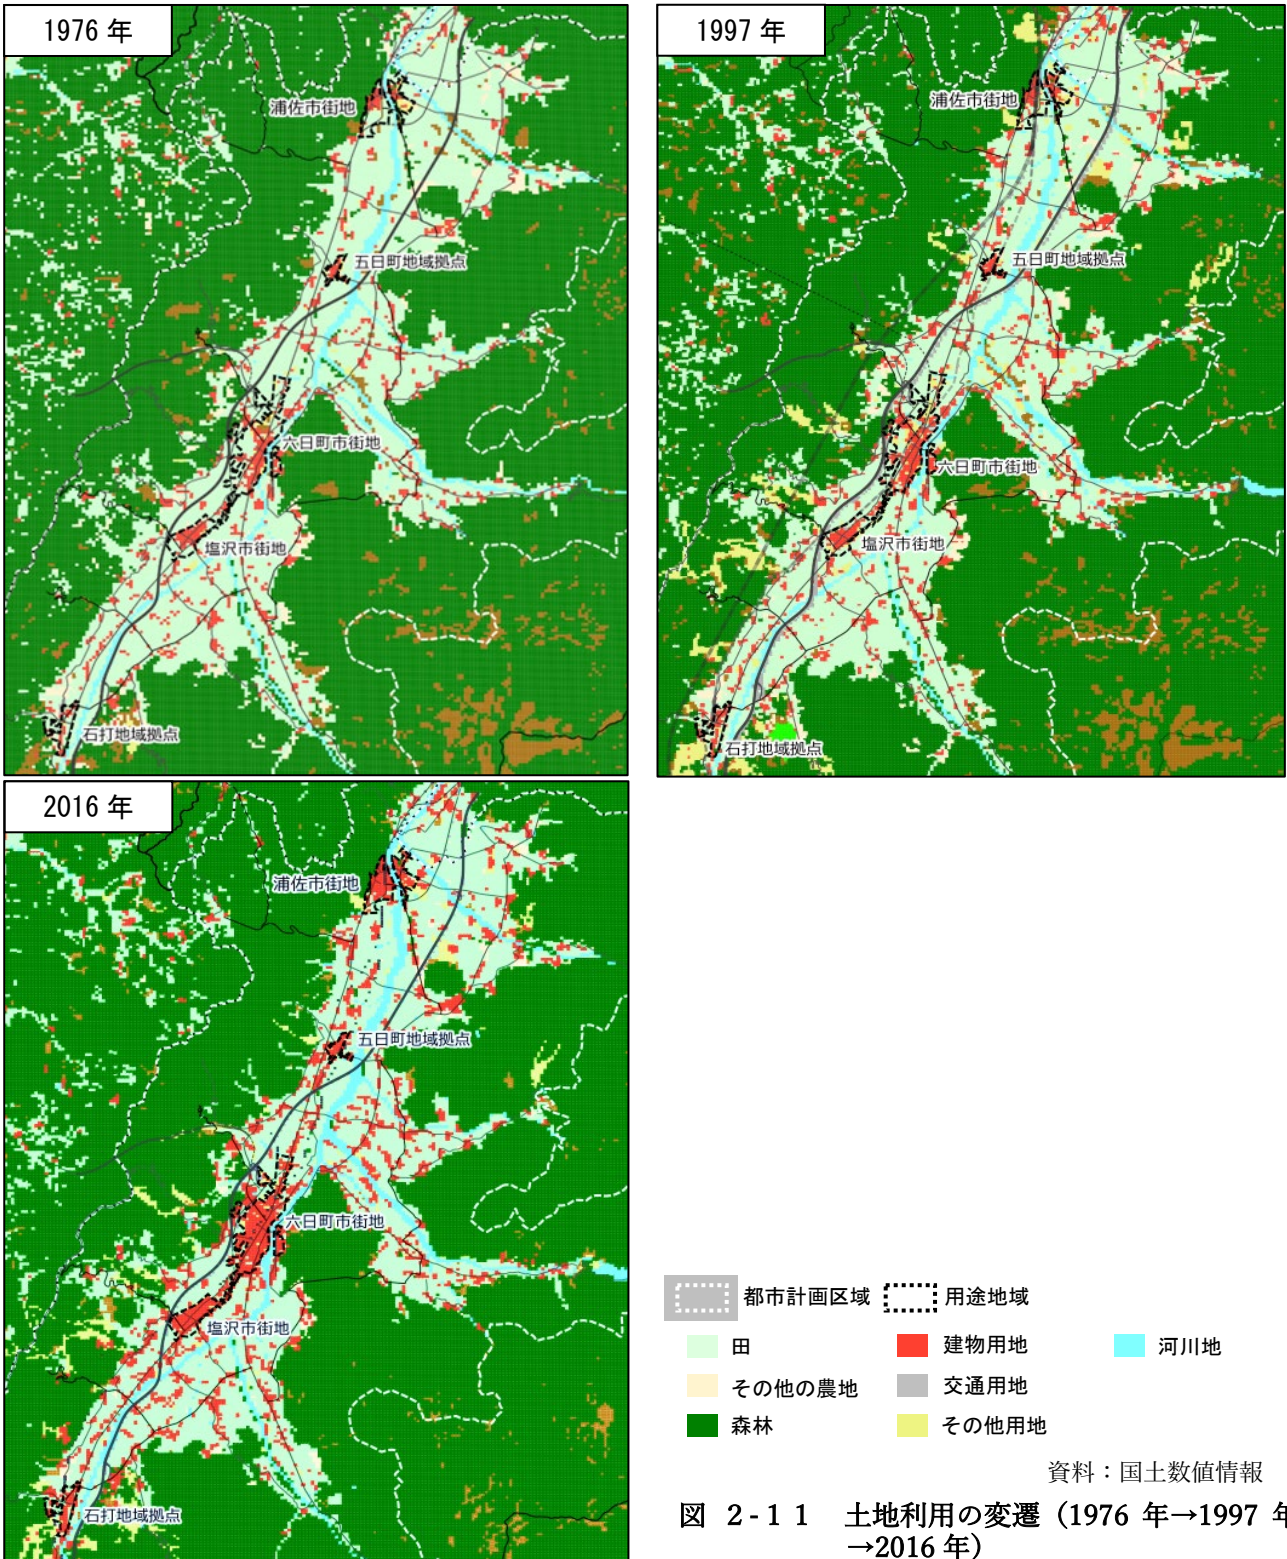 1976 年
浦佐市街地
五日町地域拠点
六日町市街地
塩沢市街地
石打地域拠点
1997 年
浦佐市街地
五日町地域拠点
六日町市街地
塩沢市街地
石打地域拠点
2016 年
浦佐市街地
五日町地域拠点
六日町市街地
塩沢市街地
石打地域拠点
都市計画区域 用途地域
田 建物用地 河川地
その他の農地 交通用地
森林 その他用地
資料：国土数値情報
図 2-11 土地利用の変遷（1976 年→1997 年
→2016 年）